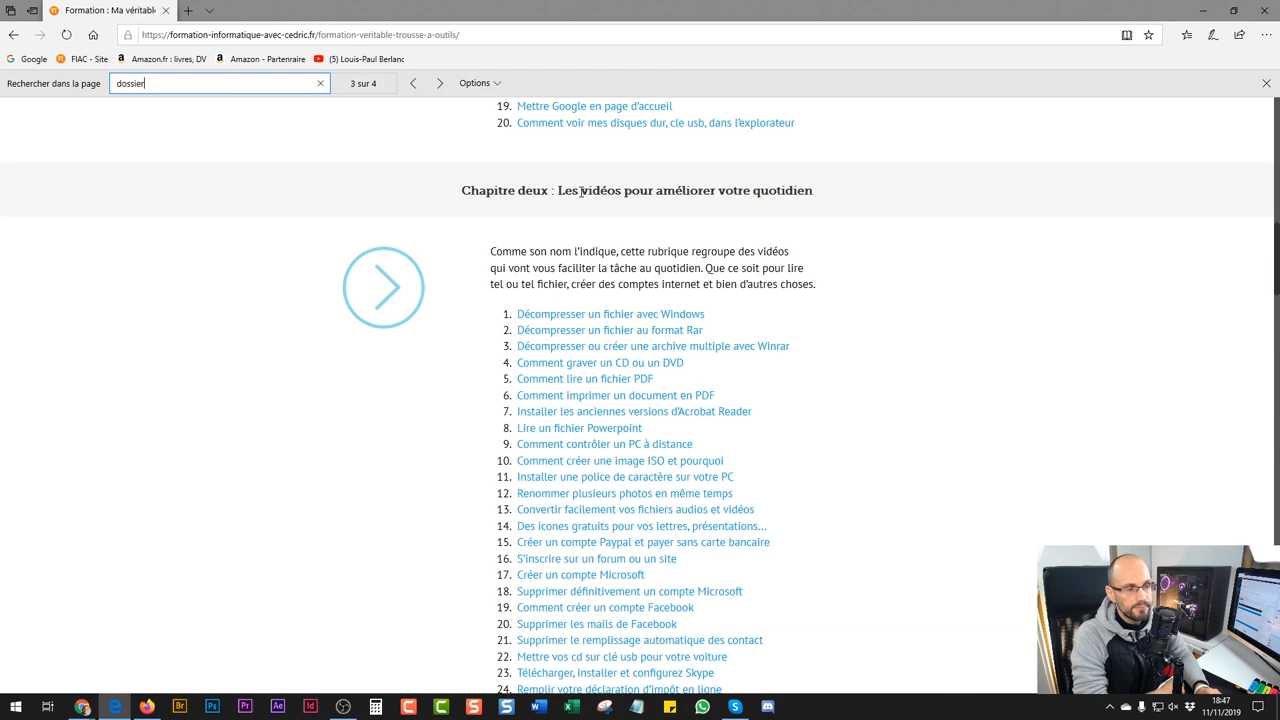 Formation : Ma véritabl
https://formation-informatique-avec-cedric.fr/formation-veritable-trousse-a-outils/
Google FIAC - Site Amazon.fr : livres, DV Amazon - Partenraire (5) Louis-Paul Berlanc
Rechercher dans la page dossier 3 sur 4 Options
19. Mettre Google en page d'accueil
20. Comment voir mes disques dur, cle usb, dans l'explorateur
Chapitre deux : Les vidéos pour améliorer votre quotidien
Comme son nom l'indique, cette rubrique regroupe des vidéos
qui vont vous faciliter la tâche au quotidien. Que ce soit pour lire
tel ou tel fichier, créer des comptes internet et bien d'autres choses.
1. Décompresser un fichier avec Windows
2. Décompresser un fichier au format Rar
3. Décompresser ou créer une archive multiple avec Winrar
4. Comment graver un CD ou un DVD
5. Comment lire un fichier PDF
6. Comment imprimer un document en PDF
7. Installer les anciennes versions d'Acrobat Reader
8. Lire un fichier Powerpoint
9. Comment contrôler un PC à distance
10. Comment créer une image ISO et pourquoi
11. Installer une police de caractère sur votre PC
12. Renommer plusieurs photos en même temps
13. Convertir facilement vos fichiers audios et vidéos
14. Des icones gratuits pour vos lettres, présentations...
15. Créer un compte Paypal et payer sans carte bancaire
16. S'inscrire sur un forum ou un site
17. Créer un compte Microsoft
18. Supprimer définitivement un compte Microsoft
19. Comment créer un compte Facebook
20. Supprimer les mails de Facebook
21. Supprimer le remplissage automatique des contact
22. Mettre vos cd sur clé usb pour votre voiture
23. Télécharger, installer et configurez Skype
24. Remplir votre déclaration d'impôt en ligne
Br Ps Pr Ae Id
18:47
11/11/2019